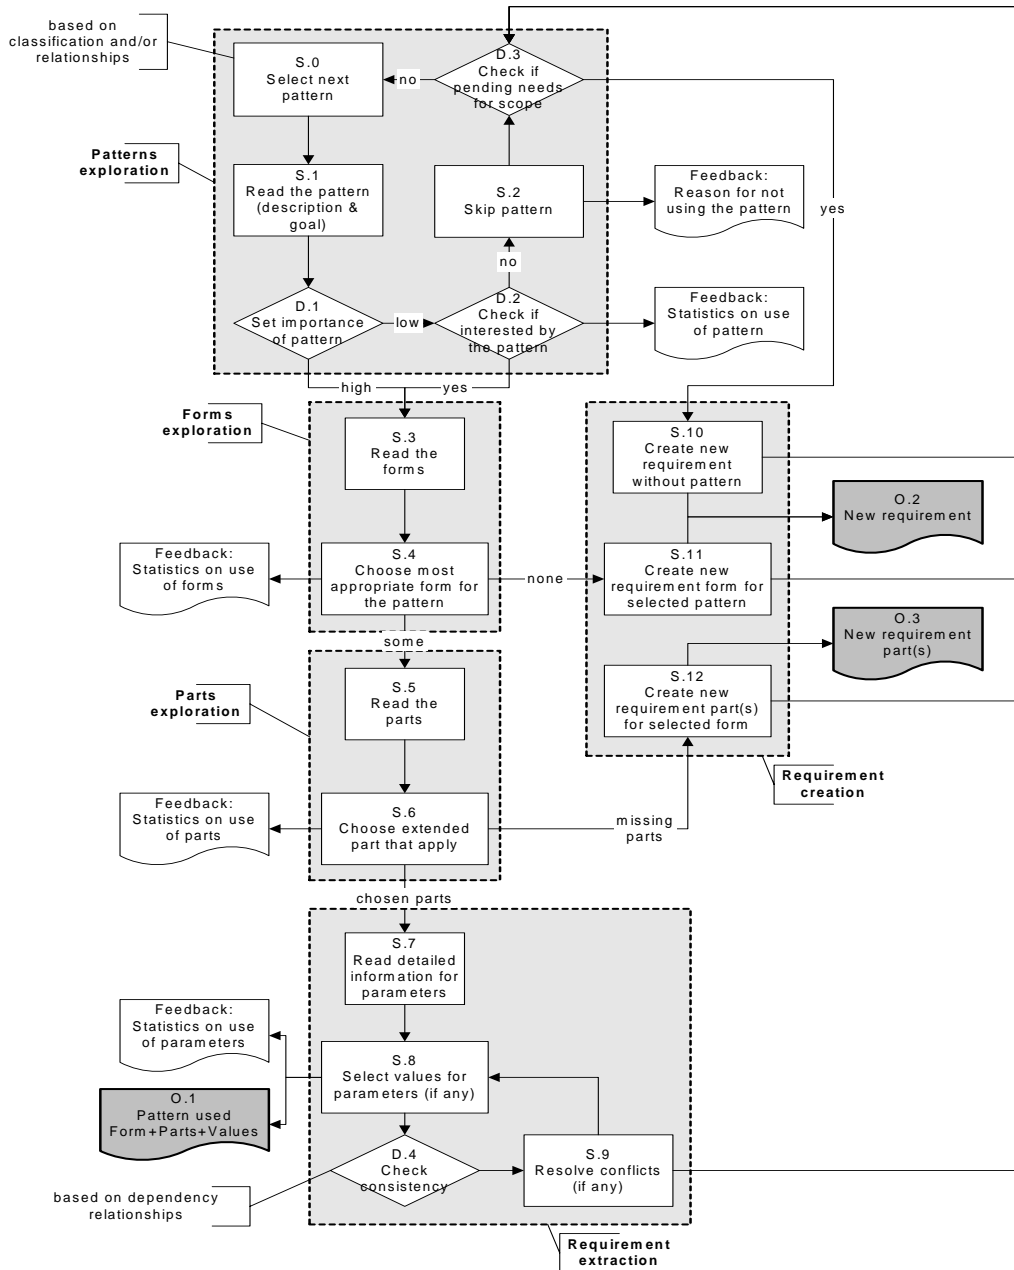 based on
classification and/or
relationships
S.0
Select next
pattern
no
D.3
Check if
pending needs
for scope
Patterns
exploration
S.1
Read the pattern
(description &
goal)
S.2
Skip pattern
Feedback:
Reason for not
using the pattern
yes
no
D.1
Set importance
of pattern
low
D.2
Check if
interested by
the pattern
Feedback:
Statistics on use
of pattern
high
yes
Forms
exploration
S.3
Read the
forms
S.10
Create new
requirement
without pattern
O.2
New requirement
Feedback:
Statistics on use
of forms
S.4
Choose most
appropriate form for
the pattern
none
S.11
Create new
requirement form for
selected pattern
O.3
New requirement
part(s)
some
Parts
exploration
S.5
Read the
parts
S.12
Create new
requirement part(s)
for selected form
Requirement
creation
Feedback:
Statistics on use
of parts
S.6
Choose extended
part that apply
missing
parts
chosen parts
S.7
Read detailed
information for
parameters
Feedback:
Statistics on use
of parameters
S.8
Select values for
parameters (if any)
O.1
Pattern used
Form+Parts+Values
D.4
Check
consistency
S.9
Resolve conflicts
(if any)
based on dependency
relationships
Requirement
extraction